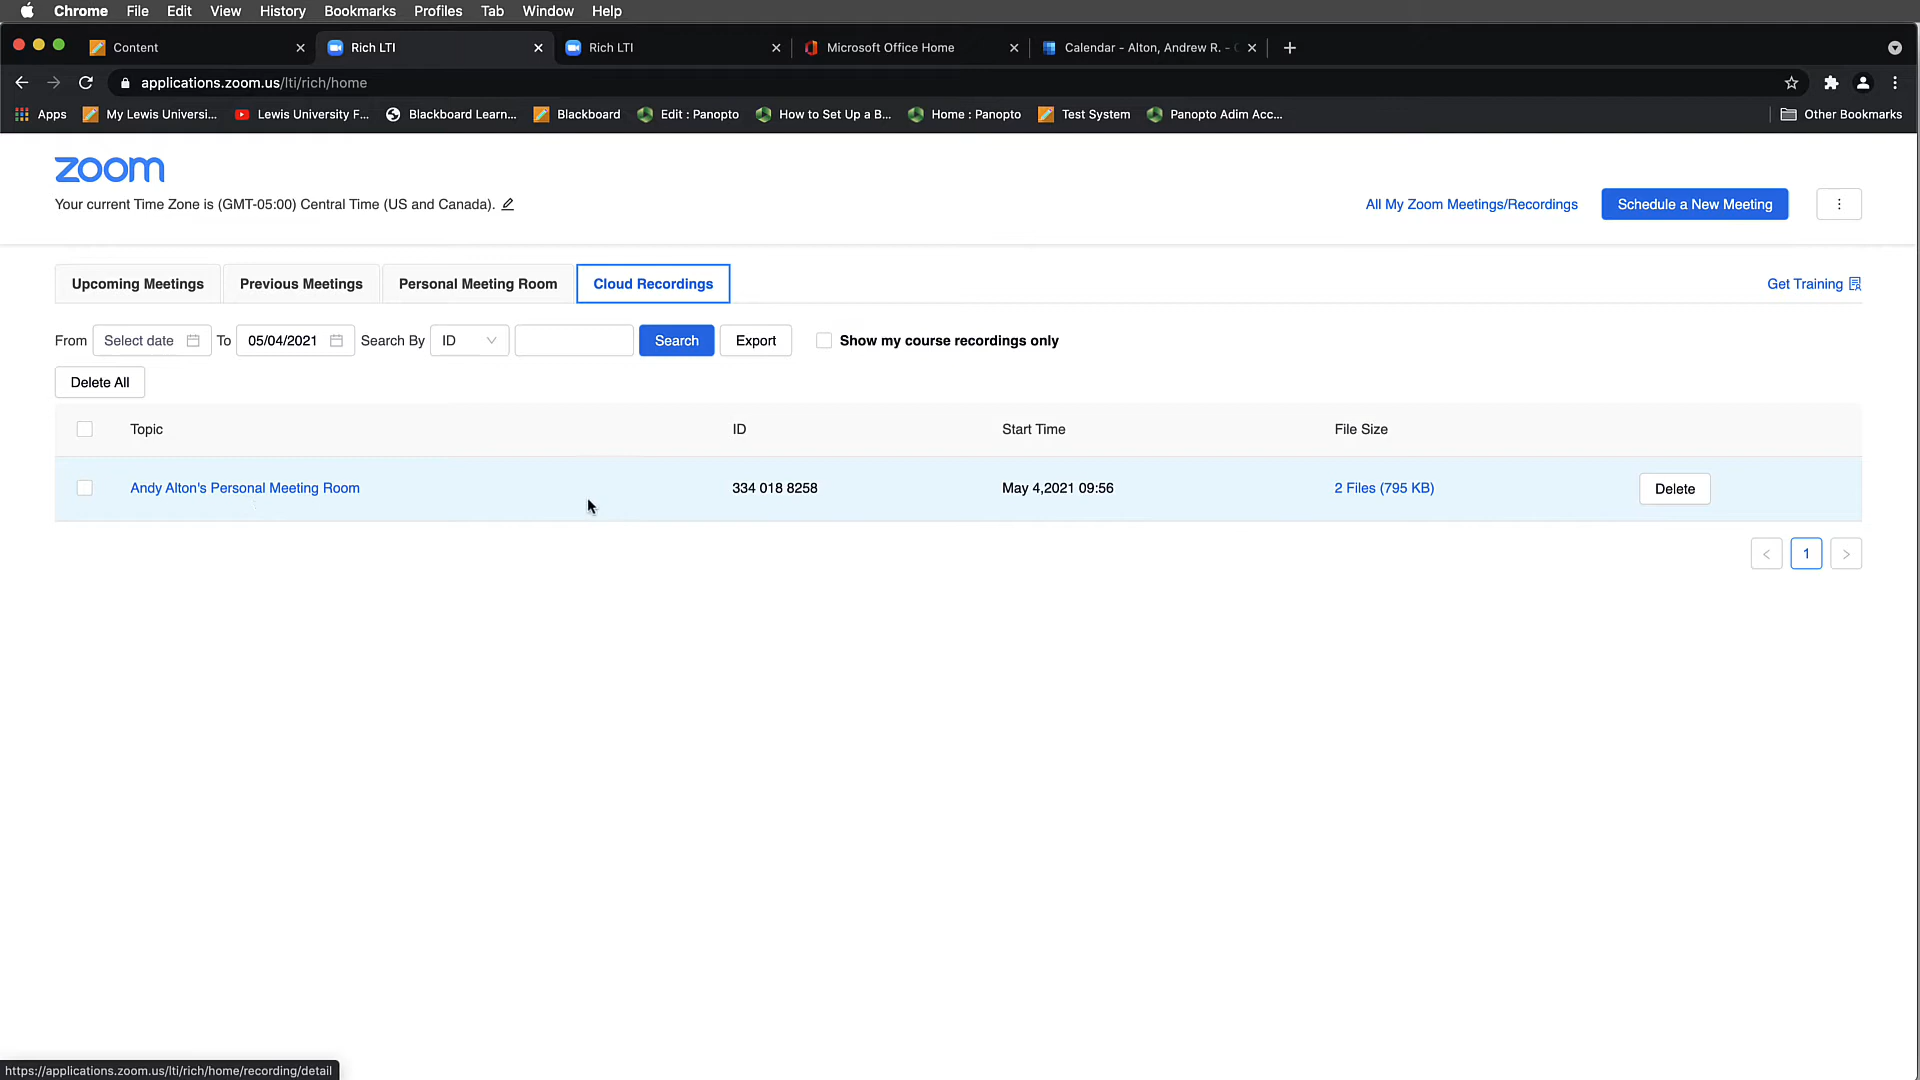 Chrome File Edit View History Bookmarks Profiles Tab Window Help
Content Rich LTI Rich LTI Microsoft Office Home Calendar - Alton, Andrew R. -
applications.zoom.us/lti/rich/home
Apps My Lewis Universi... Lewis University F... Blackboard Learn... Blackboard Edit : Panopto How to Set Up a B... Home : Panopto Test System Panopto Adim Acc... Other Bookmarks
zoom
Your current Time Zone is (GMT-05:00) Central Time (US and Canada).
All My Zoom Meetings/Recordings Schedule a New Meeting
Upcoming Meetings Previous Meetings Personal Meeting Room Cloud Recordings Get Training
From Select date To 05/04/2021 Search By ID Search Export Show my course recordings only
Delete All
Topic ID Start Time File Size
Andy Alton's Personal Meeting Room 334 018 8258 May 4,2021 09:56 2 Files (795 KB) Delete
< 1 >
https://applications.zoom.us/lti/rich/home/recording/detail